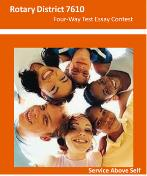 Rotary District 7610
Four-Way Test Essay Contest
Service Above Self